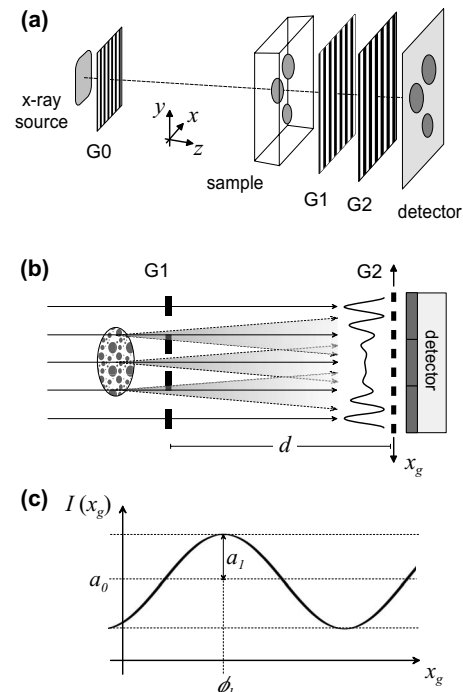 (a)
x-ray
source
G0
y
x
z
sample
G1
G2
detector
(b)
G1
G2
detector
d
x_g
(c)
I (x_g)
a_1
a_0
x_g